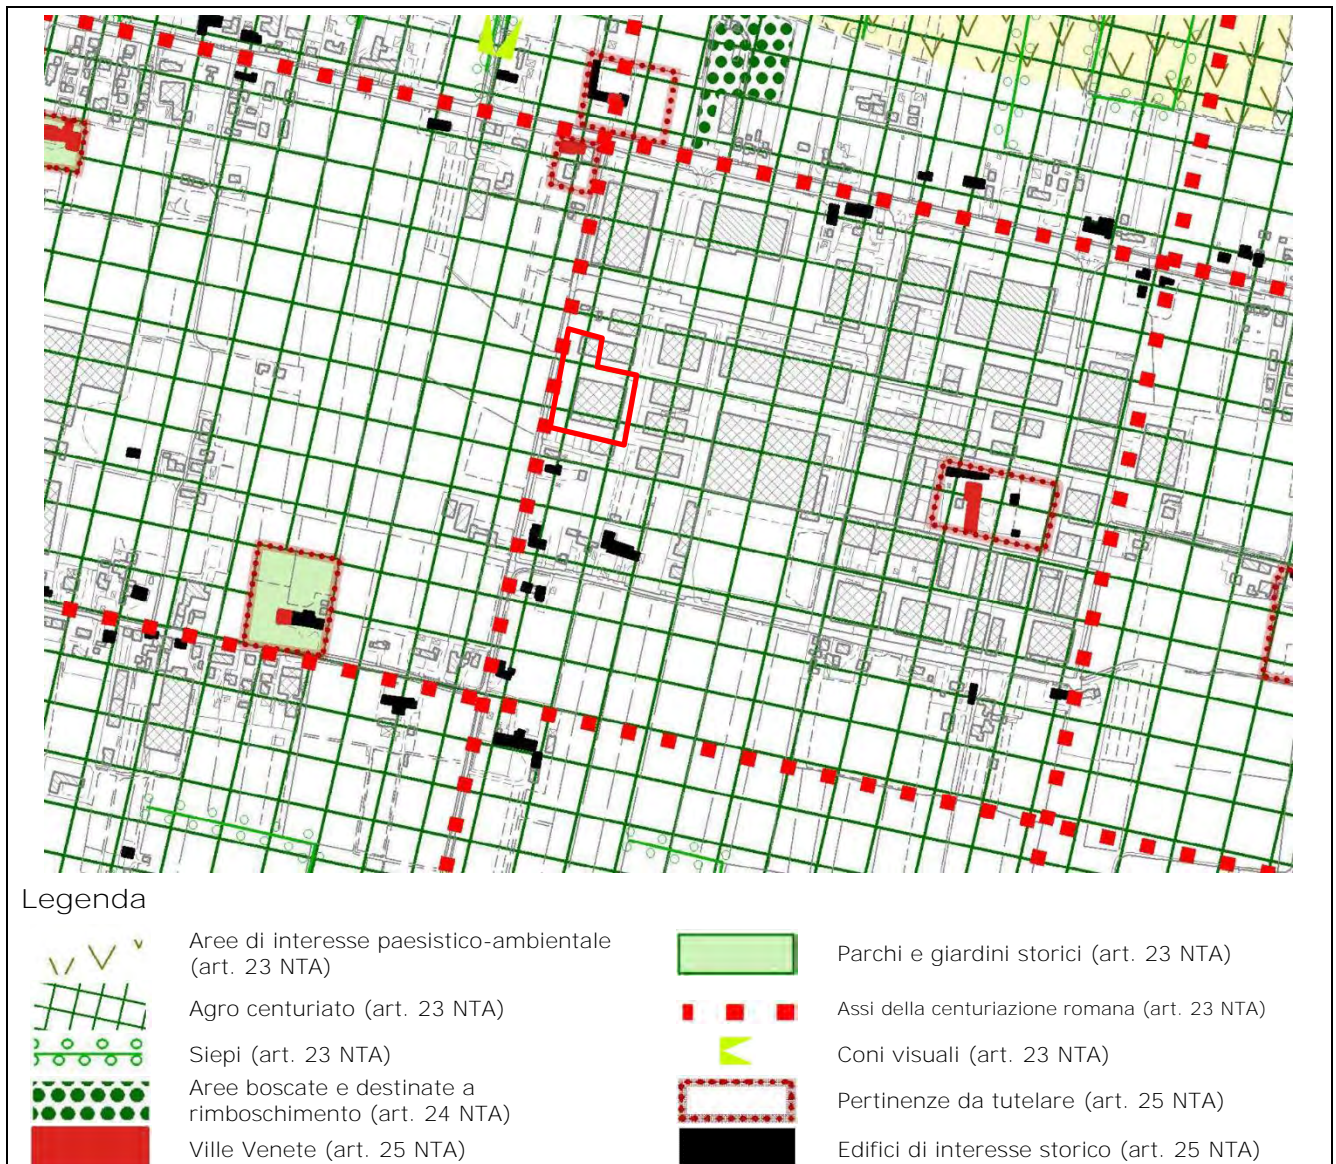 Legenda
Aree di interesse paesistico-ambientale
(art. 23 NTA)
Agro centuriato (art. 23 NTA)
Siepi (art. 23 NTA)
Aree boscate e destinate a
rimboschimento (art. 24 NTA)
Ville Venete (art. 25 NTA)
Parchi e giardini storici (art. 23 NTA)
Assi della centuriazione romana (art. 23 NTA)
Coni visuali (art. 23 NTA)
Pertinenze da tutelare (art. 25 NTA)
Edifici di interesse storico (art. 25 NTA)